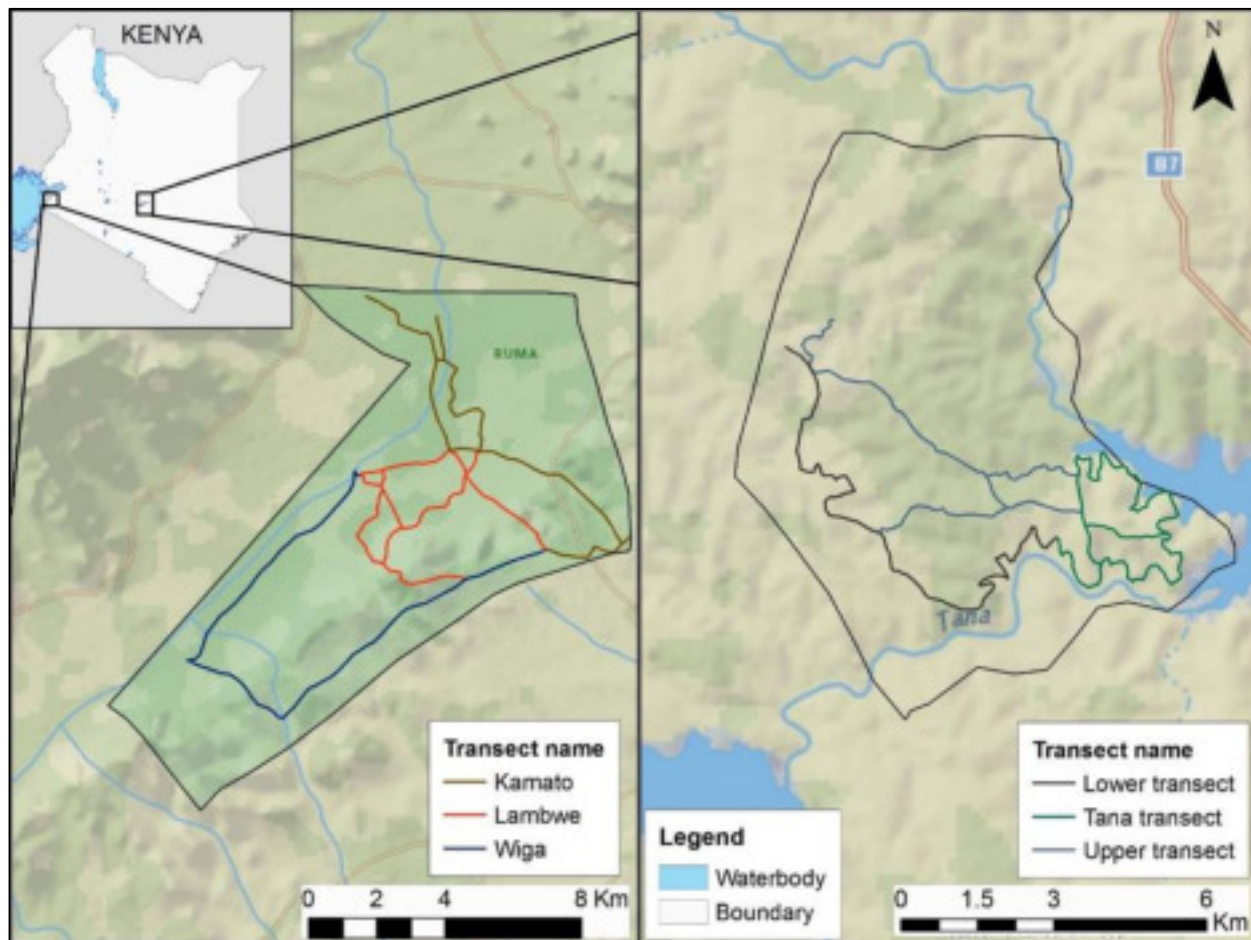 KENYA
N
B7
RUMA
Tana
Transect name
Kamato
Lambwe
Wiga
0 2 4 8 Km
Legend
Waterbody
Boundary
Transect name
Lower transect
Tana transect
Upper transect
0 1.5 3 6
Km